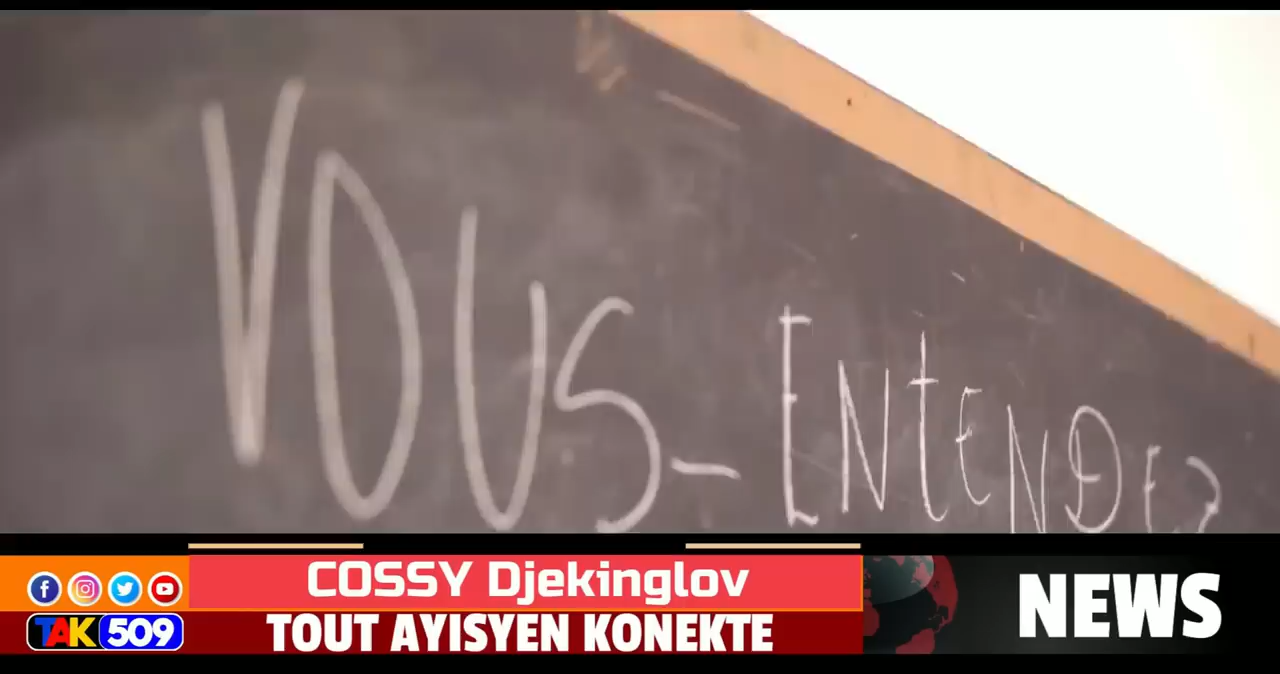 VOUS-ENtENDEZ
COSSY Djekinglov
TAK 509
TOUT AYISYEN KONEKTE
NEWS